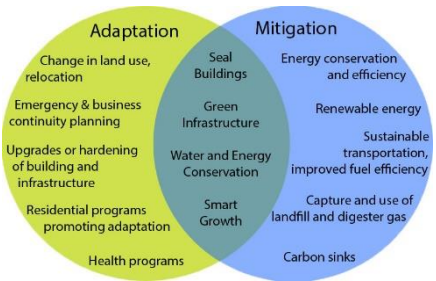 Adaptation
Change in land use,
relocation
Emergency & business
continuity planning
Upgrades or hardening
of building and
infrastructure
Residential programs
promoting adaptation
Health programs
Seal
Buildings
Green
Infrastructure
Water and Energy
Conservation
Smart
Growth
Mitigation
Energy conservation
and efficiency
Renewable energy
Sustainable
transportation,
improved fuel efficiency
Capture and use of
landfill and digester gas
Carbon sinks